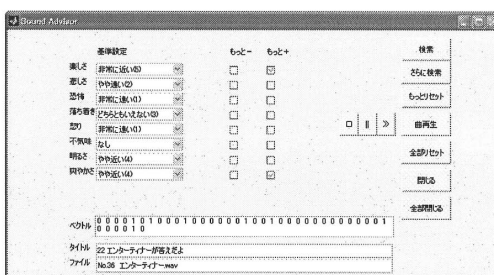 Sound Advisor
基準設定 もっと− もっと+
楽しさ 非常に近い(5)
悲しさ やや遠い(2)
恐怖 非常に遠い(1)
落ち着き どちらともいえない(3)
怒り 非常に遠い(1)
不気味 なし
明るさ やや近い(4)
爽やかさ やや近い(4)
検索
さらに検索
もっとリセット
曲再生
全部リセット
閉じる
全部閉じる
ベクトル 0 0 0 0 1 0 1 0 0 0 1 0 0 0 0 0 0 1 0 0 1 0 0 0 0 0 0 0 0 0 0 0 1
0 0 0 0 1 0
タイトル 22 エンターティナーが答えだよ
ファイル No.26 エンターティナー.wav